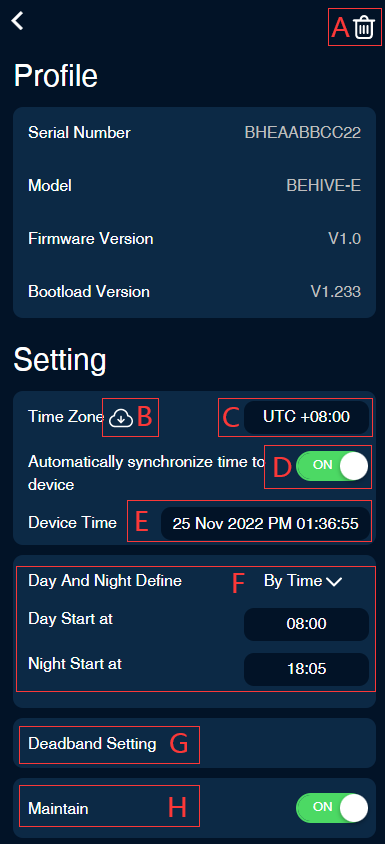 A
Profile
Serial Number BHEAABBCC22
Model BEHIVE-E
Firmware Version V1.0
Bootload Version V1.233
Setting
Time Zone B C UTC +08:00
Automatically synchronize time to D ON
device
Device Time E 25 Nov 2022 PM 01:36:55
Day And Night Define F By Time
Day Start at 08:00
Night Start at 18:05
Deadband Setting G
Maintain H ON